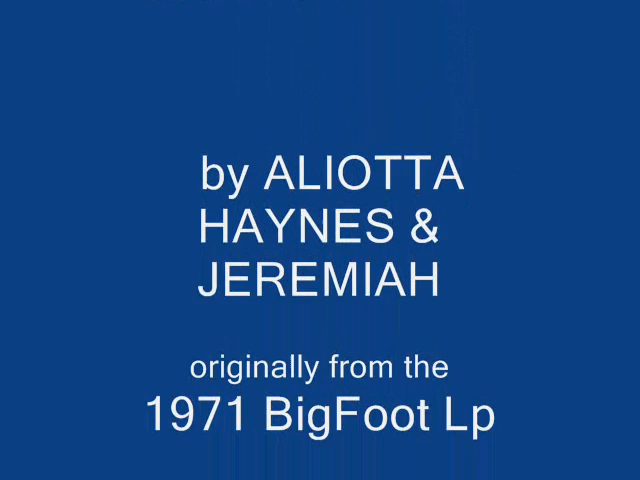 by ALIOTTA
HAYNES &
JEREMIAH
originally from the
1971 BigFoot Lp